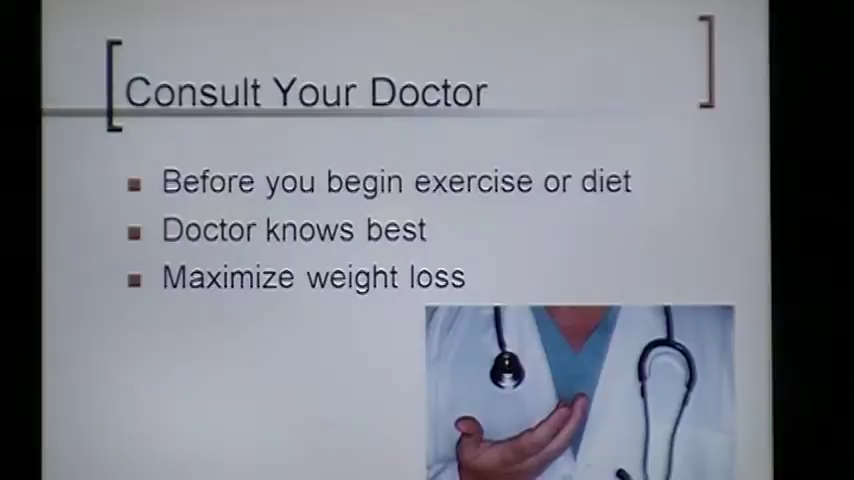 Consult Your Doctor
Before you begin exercise or diet
Doctor knows best
Maximize weight loss